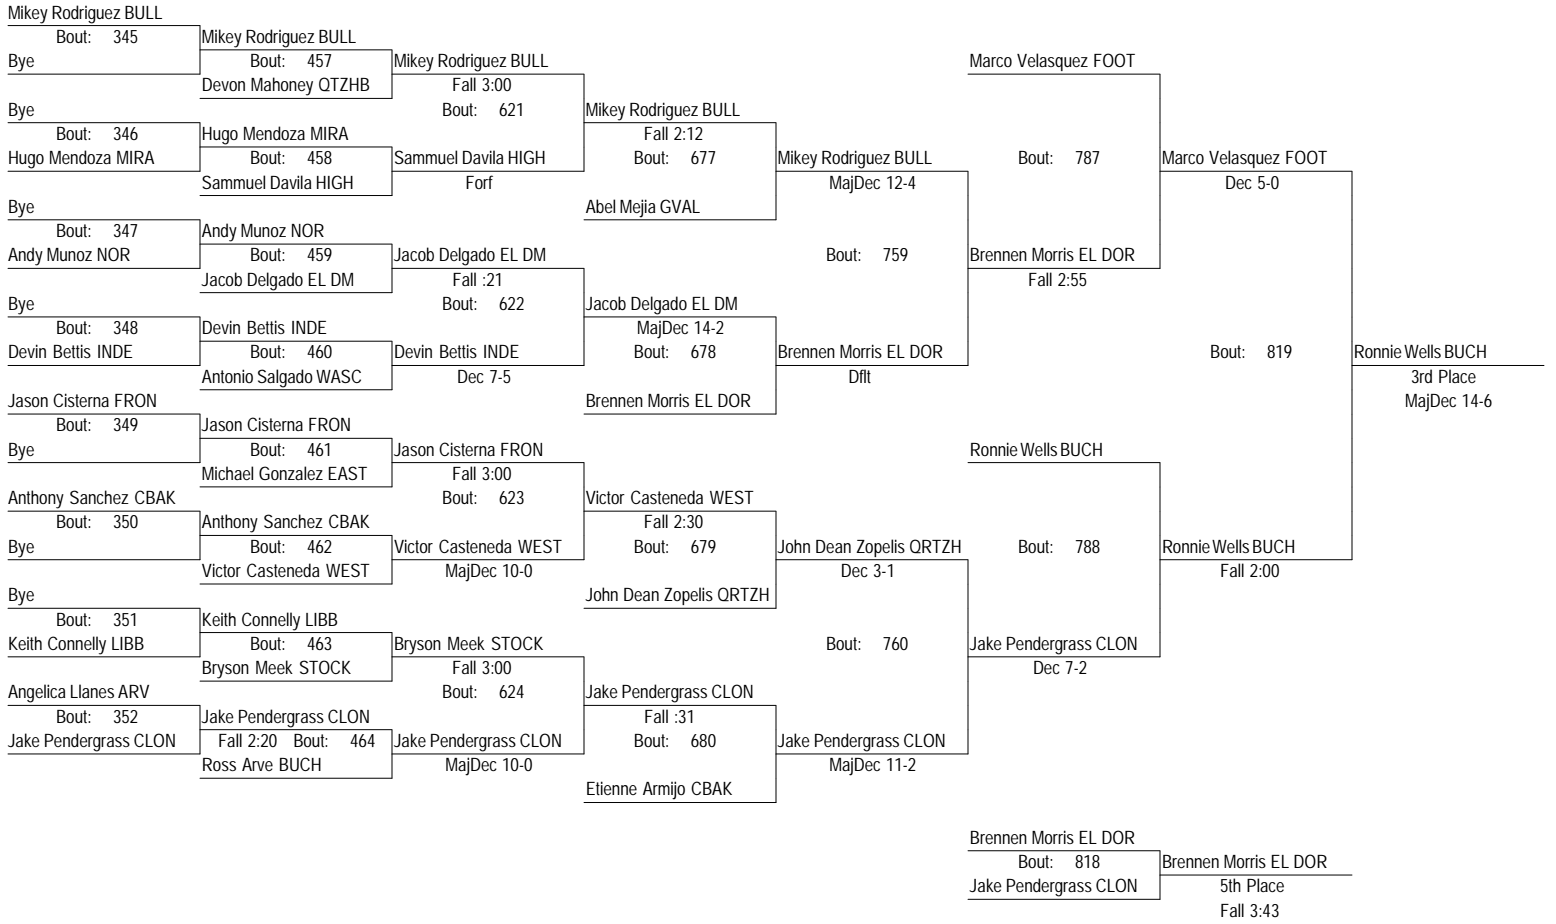 Mikey Rodriguez BULL
Bout: 345 Mikey Rodriguez BULL
Bye Bout: 457 Mikey Rodriguez BULL Marco Velasquez FOOT
Devon Mahoney QTZHB Fall 3:00
Bye Bout: 621 Mikey Rodriguez BULL
Bout: 346 Hugo Mendoza MIRA Fall 2:12
Hugo Mendoza MIRA Bout: 458 Sammuel Davila HIGH Bout: 677 Mikey Rodriguez BULL Bout: 787 Marco Velasquez FOOT
Sammuel Davila HIGH Forf MajDec 12-4 Dec 5-0
Bye Abel Mejia GVAL
Bout: 347 Andy Munoz NOR
Andy Munoz NOR Bout: 459 Jacob Delgado EL DM Bout: 759 Brennen Morris EL DOR
Jacob Delgado EL DM Fall :21 Fall 2:55
Bye Bout: 622 Jacob Delgado EL DM
Bout: 348 Devin Bettis INDE MajDec 14-2
Devin Bettis INDE Bout: 460 Devin Bettis INDE Bout: 678 Brennen Morris EL DOR Bout: 819 Ronnie Wells BUCH
Antonio Salgado WASC Dec 7-5 Dflt 3rd Place
Jason Cisterna FRON Brennen Morris EL DOR MajDec 14-6
Bout: 349 Jason Cisterna FRON
Bye Bout: 461 Jason Cisterna FRON Ronnie Wells BUCH
Michael Gonzalez EAST Fall 3:00
Anthony Sanchez CBAK Bout: 623 Victor Casteneda WEST
Bout: 350 Anthony Sanchez CBAK Fall 2:30
Bye Bout: 462 Victor Casteneda WEST Bout: 679 John Dean Zopelis QRTZH Bout: 788 Ronnie Wells BUCH
Victor Casteneda WEST MajDec 10-0 Dec 3-1 Fall 2:00
Bye John Dean Zopelis QRTZH
Bout: 351 Keith Connelly LIBB
Keith Connelly LIBB Bout: 463 Bryson Meek STOCK Bout: 760 Jake Pendergrass CLON
Bryson Meek STOCK Fall 3:00 Dec 7-2
Angelica Llanes ARV Bout: 624 Jake Pendergrass CLON
Bout: 352 Jake Pendergrass CLON Fall :31
Jake Pendergrass CLON Fall 2:20 Bout: 464 Jake Pendergrass CLON Bout: 680 Jake Pendergrass CLON
Ross Arve BUCH MajDec 10-0 MajDec 11-2
Etienne Armijo CBAK
Brennen Morris EL DOR
Bout: 818 Brennen Morris EL DOR
Jake Pendergrass CLON 5th Place
Fall 3:43